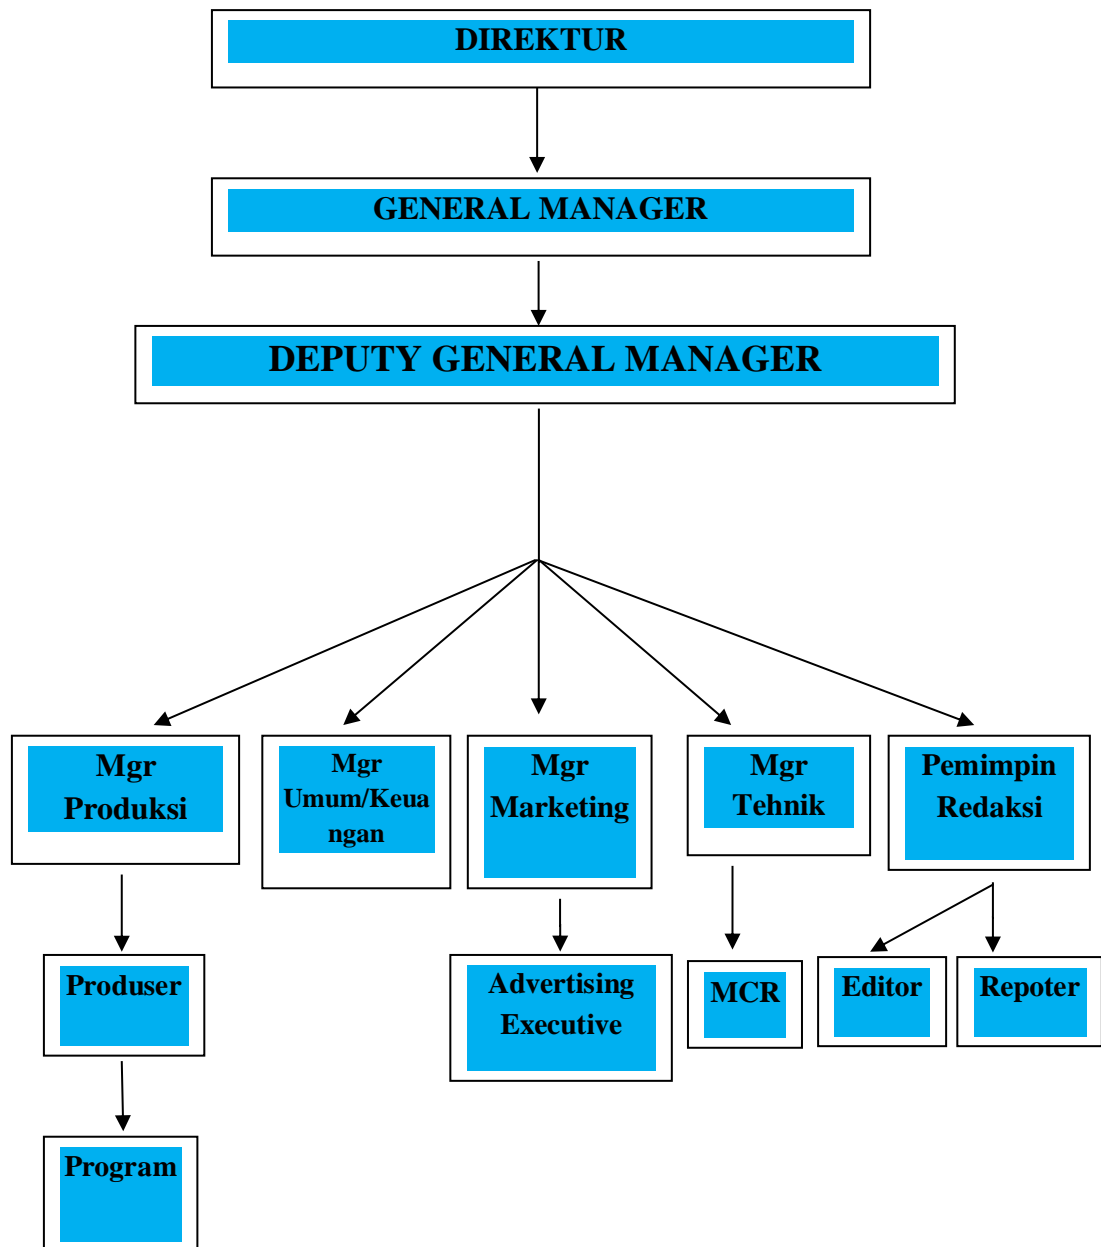 DIREKTUR
GENERAL MANAGER
DEPUTY GENERAL MANAGER
Mgr
Produksi
Mgr
Umum/Keua
ngan
Mgr
Marketing
Mgr
Tehnik
Pemimpin
Redaksi
Produser
Advertising
Executive
MCR
Editor
Repoter
Program